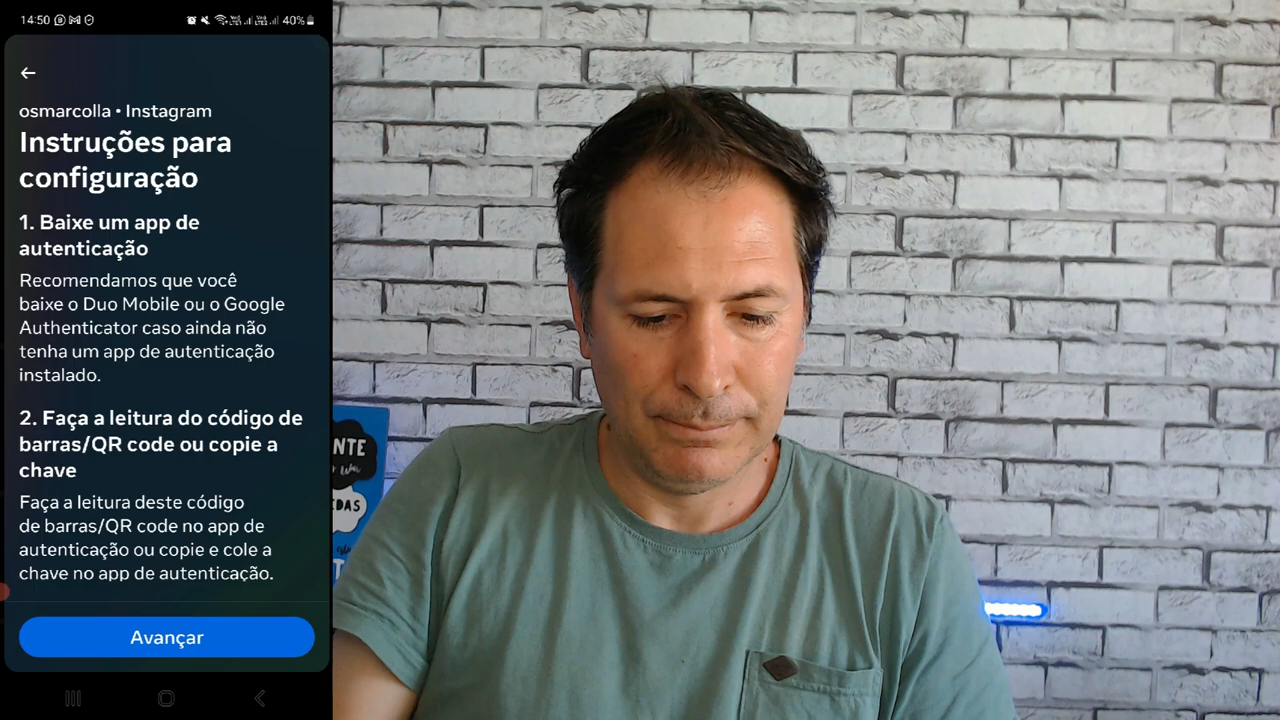 14:50
40%
osmarcolla • Instagram
Instruções para
configuração
1. Baixe um app de
autenticação
Recomendamos que você
baixe o Duo Mobile ou o Google
Authenticator caso ainda não
tenha um app de autenticação
instalado.
2. Faça a leitura do código de
barras/QR code ou copie a
chave
Faça a leitura deste código
de barras/QR code no app de
autenticação ou copie e cole a
chave no app de autenticação.
Avançar
NTE
IDAS